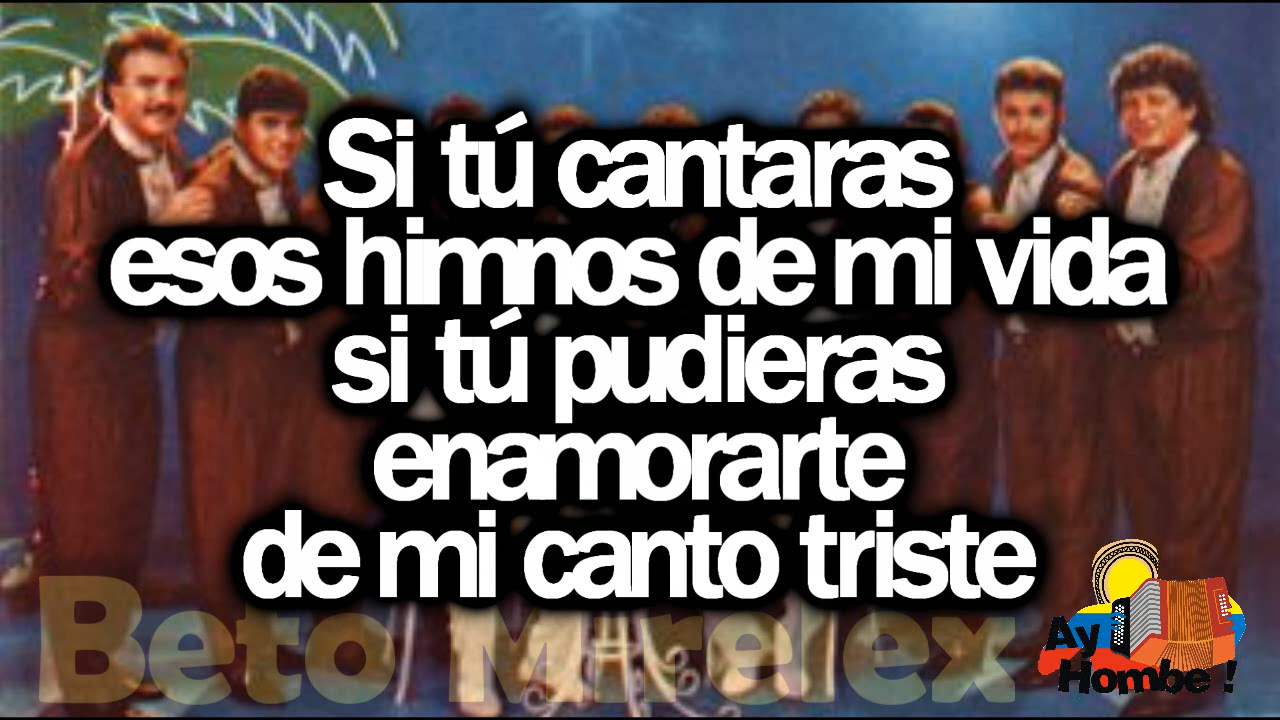 Si tú cantaras
esos himnos de mi vida
si tú pudieras
enamorarte
de mi canto triste
Beto Mirelex
Ay
Hombe !